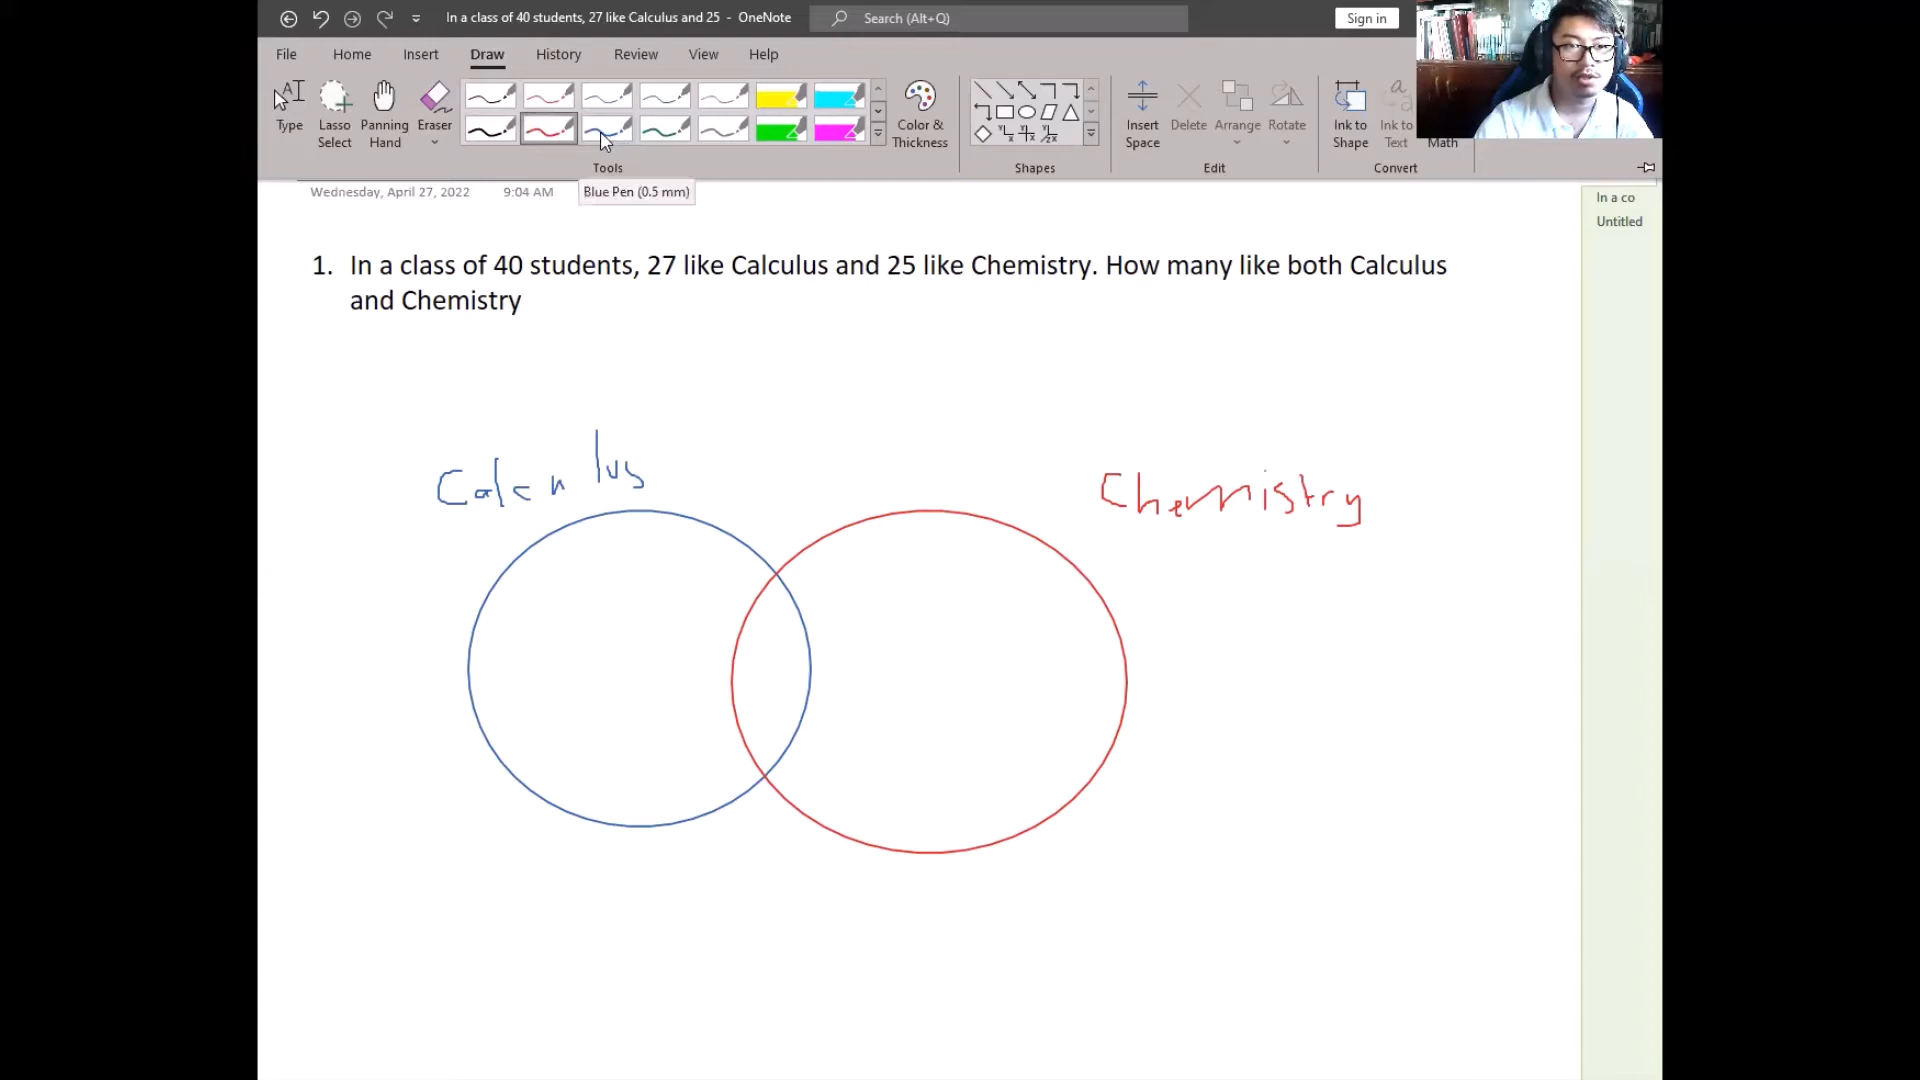 In a class of 40 students, 27 like Calculus and 25 - OneNote
Search (Alt+Q)
Sign in
File Home Insert Draw History Review View Help
Type
Lasso Select
Panning Hand
Eraser
Color & Thickness
Insert Space
Delete
Arrange
Rotate
Ink to Shape
Ink to Text
Math
Tools
Shapes
Edit
Convert
Wednesday, April 27, 2022 9:04 AM
Blue Pen (0.5 mm)
In a co
Untitled
1. In a class of 40 students, 27 like Calculus and 25 like Chemistry. How many like both Calculus
and Chemistry
Calculus
Chemistry